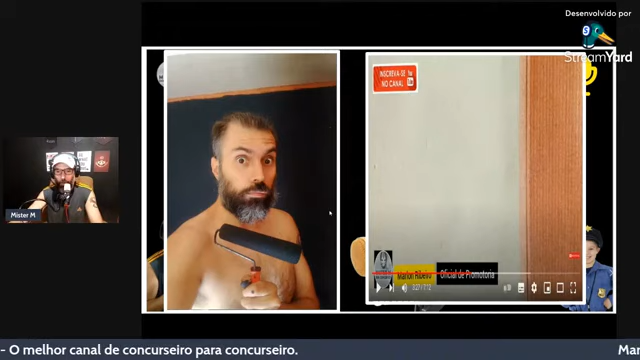 Desenvolvido por
StreamYard
INSCREVA-SE
NO CANAL
Mister M
Marlon Ribeiro
Oficial de Promotoria
- O melhor canal de concurseiro para concurseiro.
Mar